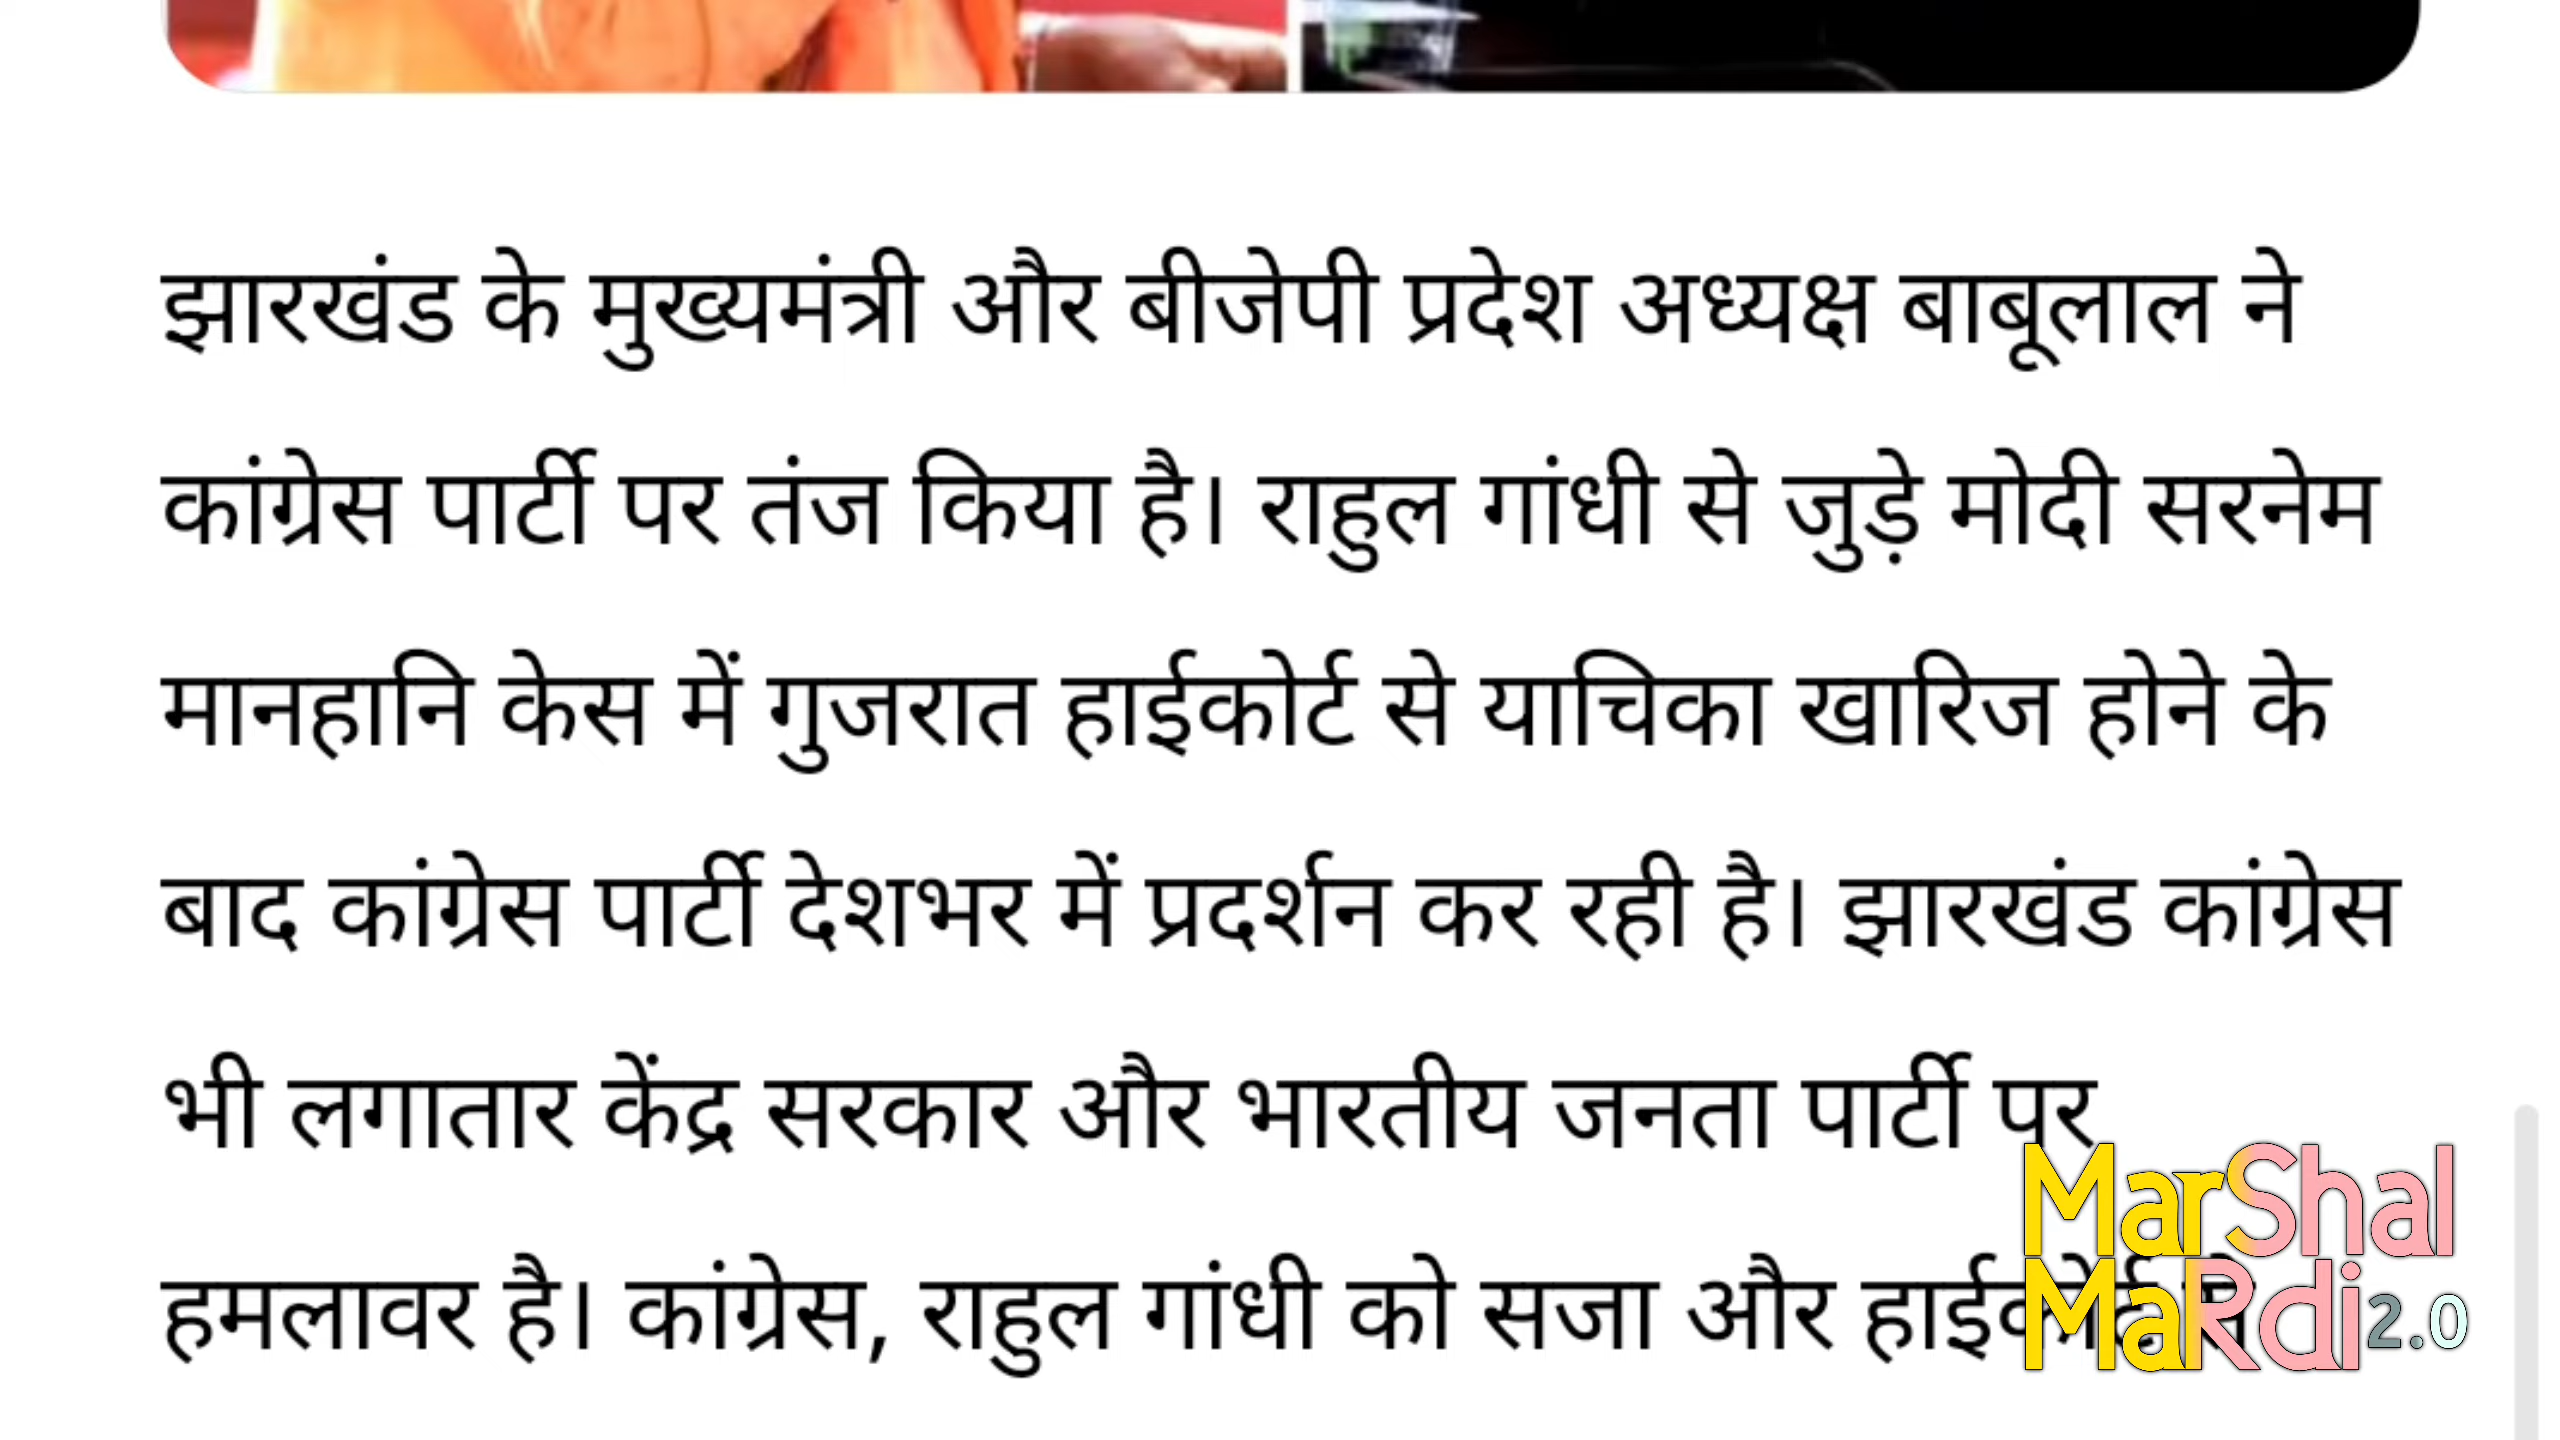 झारखंड के मुख्यमंत्री और बीजेपी प्रदेश अध्यक्ष बाबूलाल ने
कांग्रेस पार्टी पर तंज किया है। राहुल गांधी से जुड़े मोदी सरनेम
मानहानि केस में गुजरात हाईकोर्ट से याचिका खारिज होने के
बाद कांग्रेस पार्टी देशभर में प्रदर्शन कर रही है। झारखंड कांग्रेस
भी लगातार केंद्र सरकार और भारतीय जनता पार्टी पर
हमलावर है। कांग्रेस, राहुल गांधी को सजा और हाईकोर्ट
MarShal
MaRdi 2.0